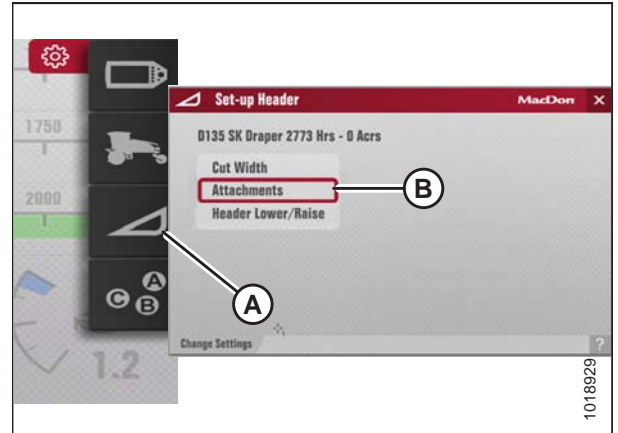 Set-up Header
MacDon X
D135 SK Draper 2773 Hrs - 0 Acrs
Cut Width
Attachments
Header Lower/Raise
Change Settings
?
1750
2000
1.2
A
B
C
A
B
1018929